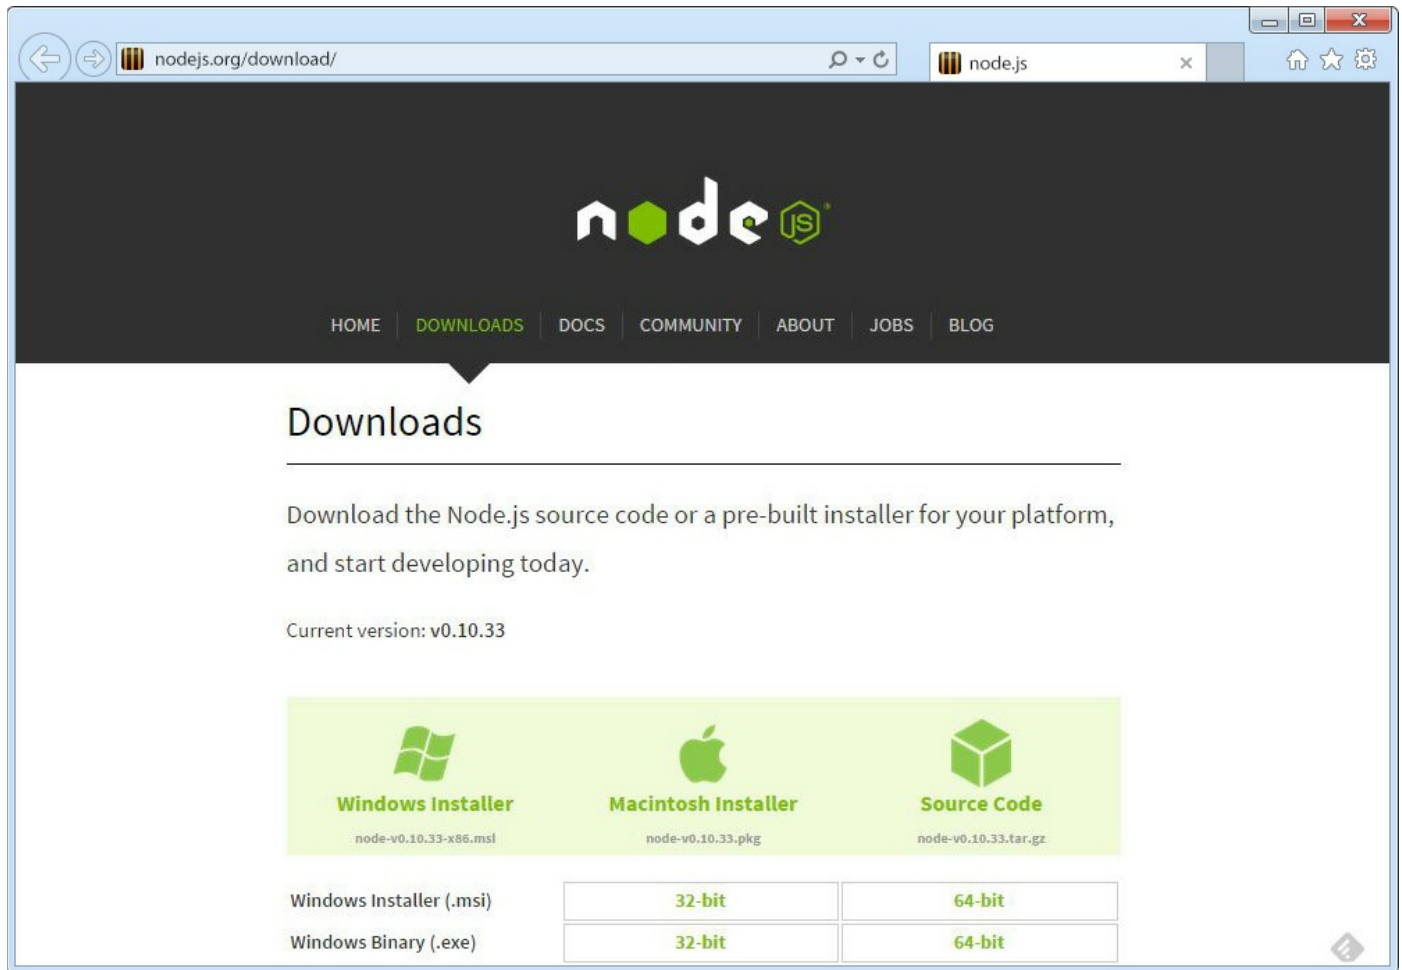 nodejs.org/download/
node.js
node JS
HOME DOWNLOADS DOCS COMMUNITY ABOUT JOBS BLOG
Downloads
Download the Node.js source code or a pre-built installer for your platform,
and start developing today.
Current version: v0.10.33
Windows Installer Macintosh Installer Source Code
node-v0.10.33-x86.msl node-v0.10.33.pkg node-v0.10.33.tar.gz
Windows Installer (.msi) 32-bit 64-bit
Windows Binary (.exe) 32-bit 64-bit